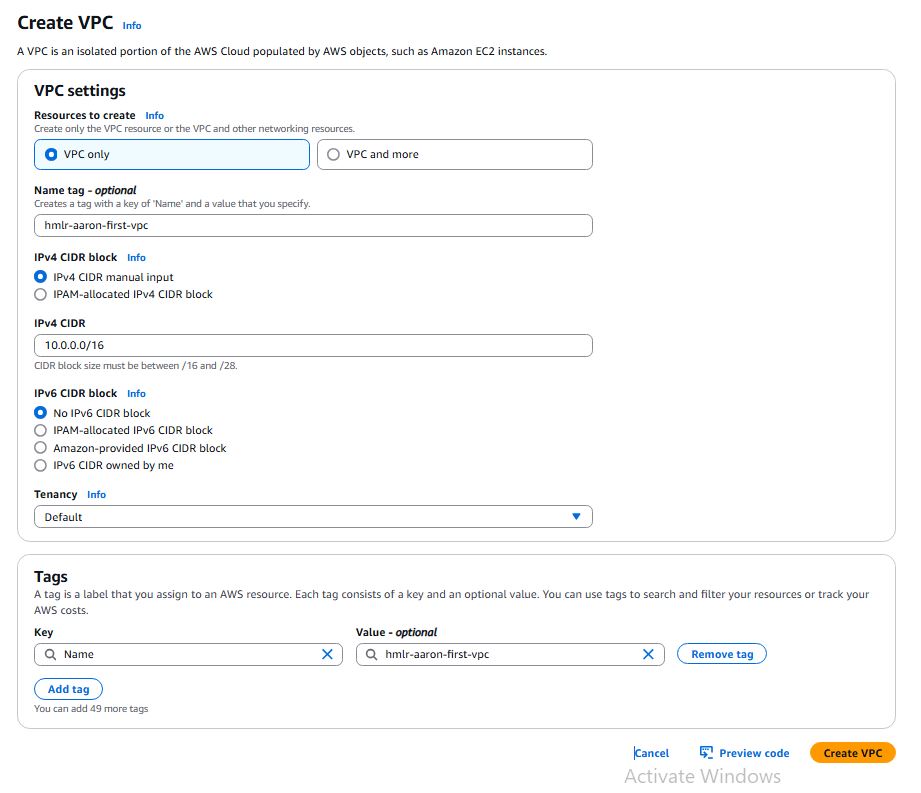 Create VPC Info
A VPC is an isolated portion of the AWS Cloud populated by AWS objects, such as Amazon EC2 instances.
VPC settings
Resources to create Info
Create only the VPC resource or the VPC and other networking resources.
VPC only VPC and more
Name tag - optional
Creates a tag with a key of 'Name' and a value that you specify.
hmlr-aaron-first-vpc
IPv4 CIDR block Info
IPv4 CIDR manual input
IPAM-allocated IPv4 CIDR block
IPv4 CIDR
10.0.0.0/16
CIDR block size must be between /16 and /28.
IPv6 CIDR block Info
No IPv6 CIDR block
IPAM-allocated IPv6 CIDR block
Amazon-provided IPv6 CIDR block
IPv6 CIDR owned by me
Tenancy Info
Default
Tags
A tag is a label that you assign to an AWS resource. Each tag consists of a key and an optional value. You can use tags to search and filter your resources or track your
AWS costs.
Key Value - optional
Name hmlr-aaron-first-vpc Remove tag
Add tag
You can add 49 more tags
Cancel Preview code Create VPC
Activate Windows